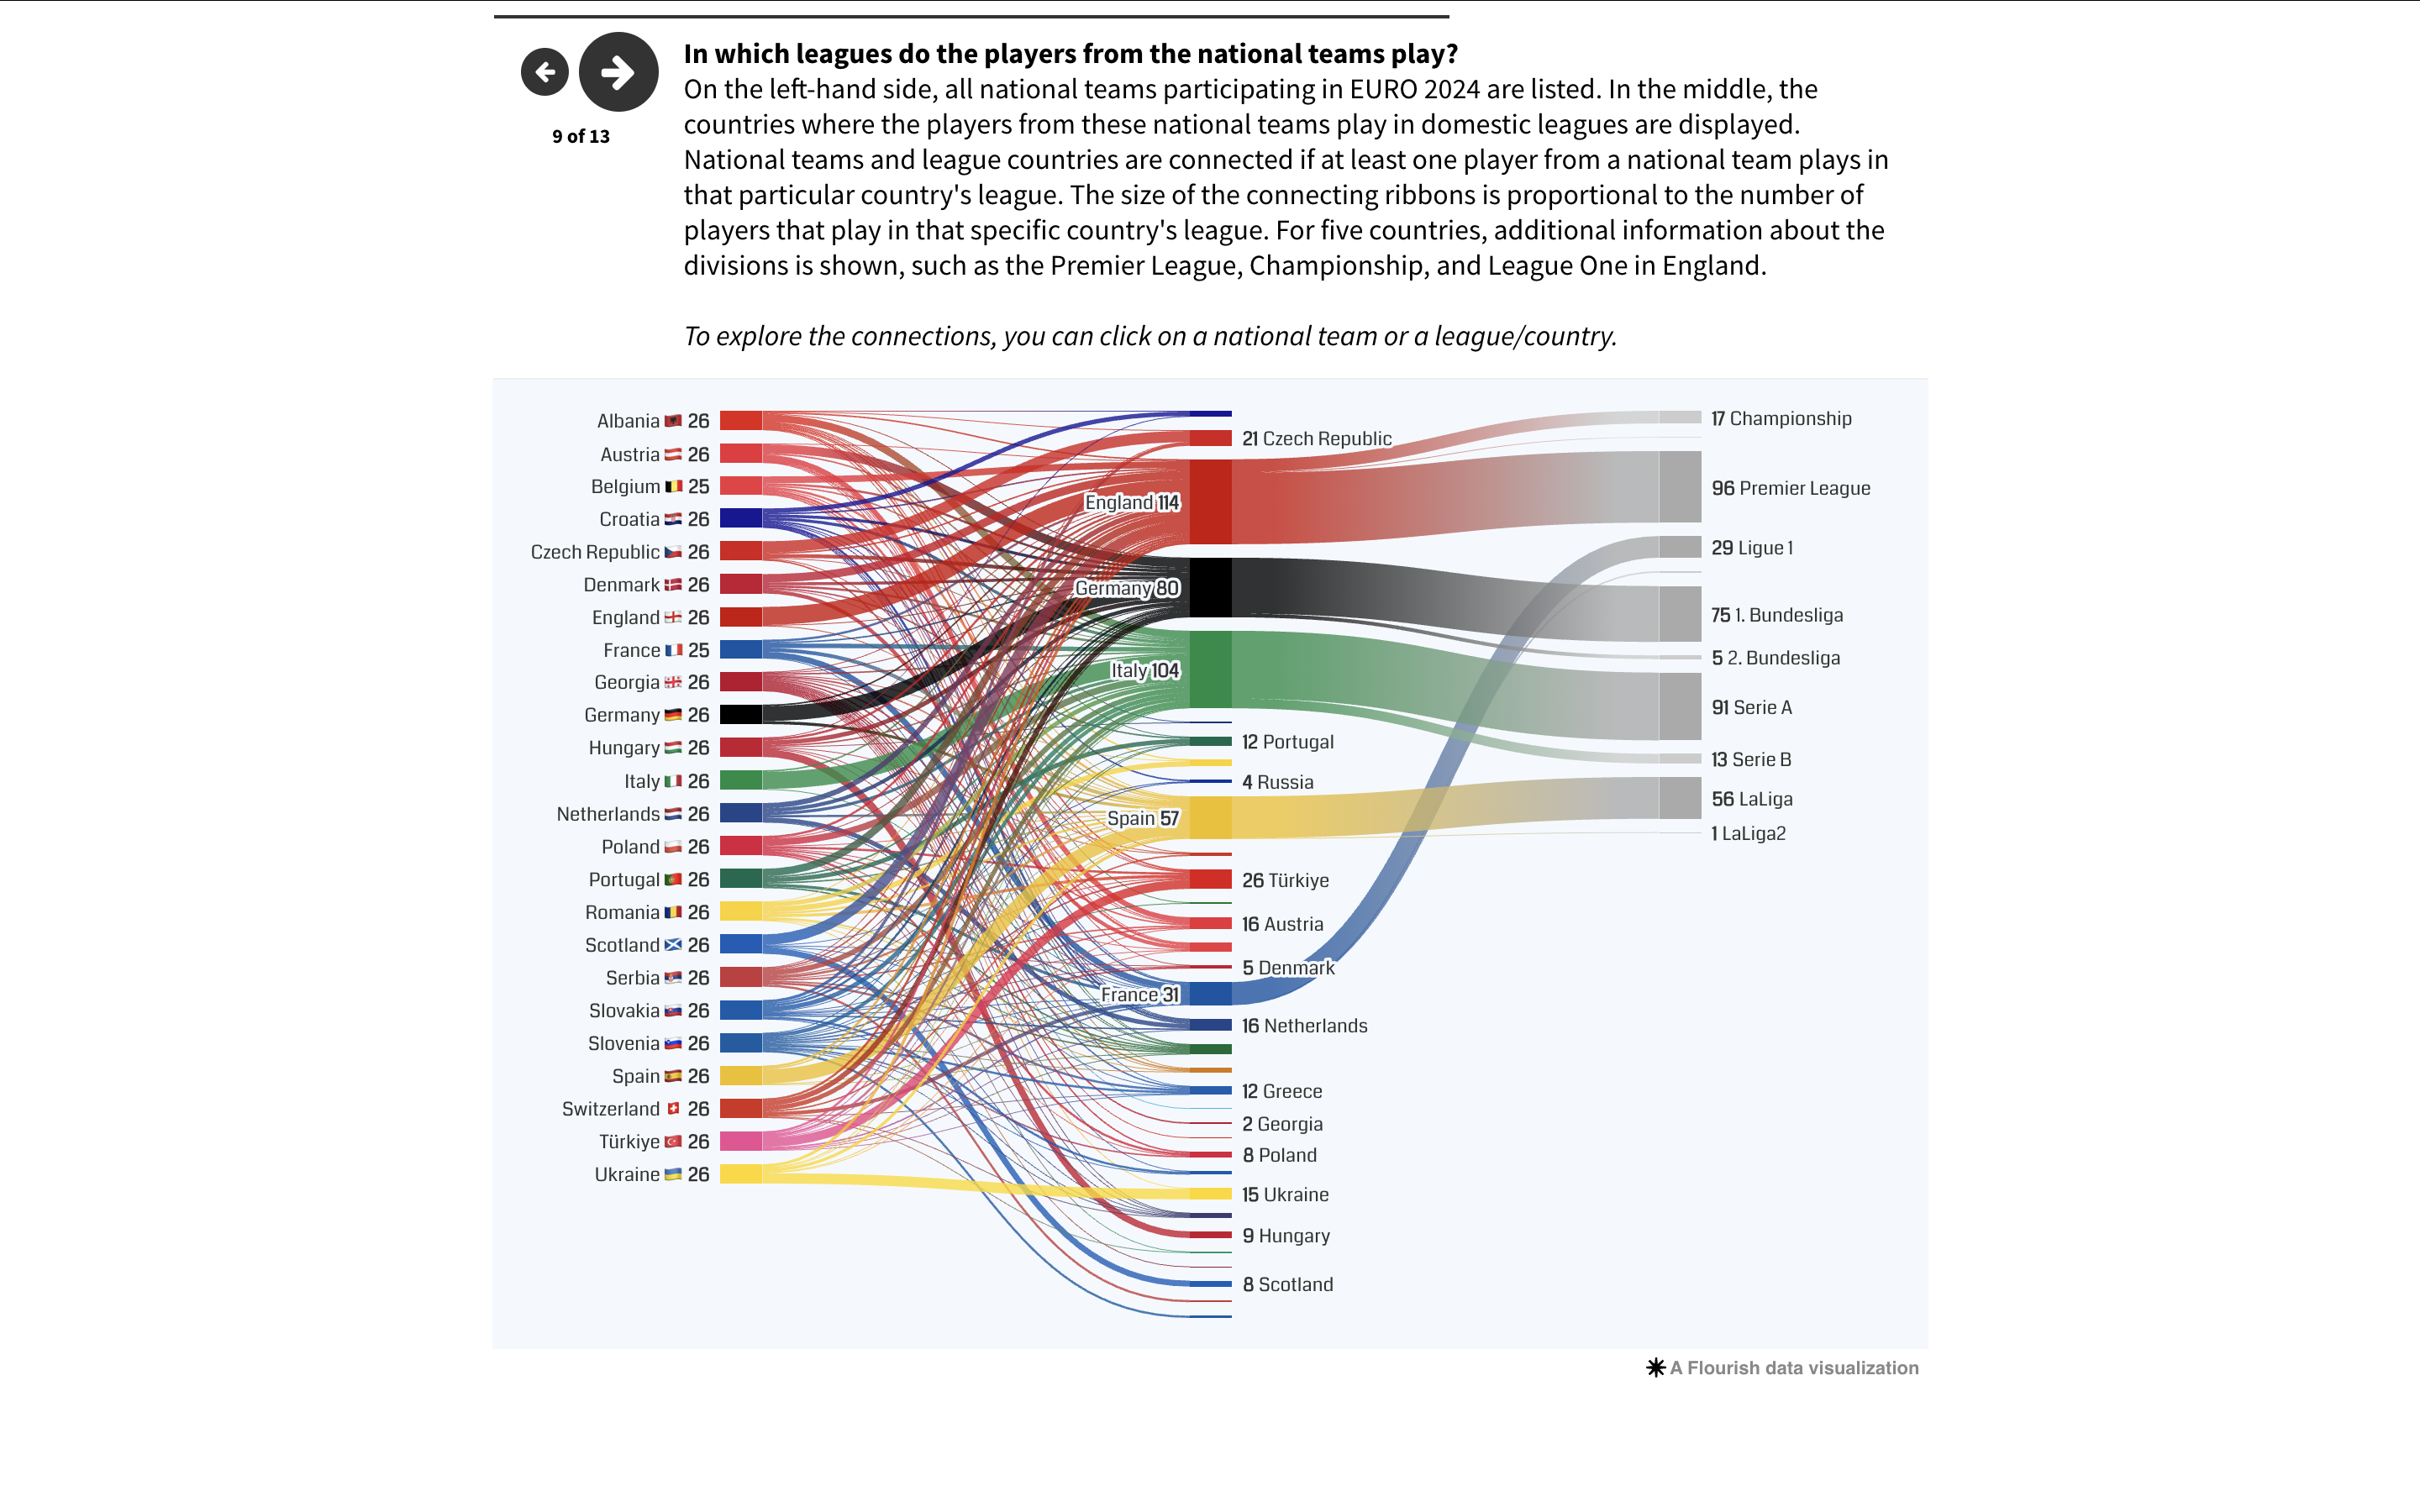 In which leagues do the players from the national teams play?
On the left-hand side, all national teams participating in EURO 2024 are listed. In the middle, the
countries where the players from these national teams play in domestic leagues are displayed.
National teams and league countries are connected if at least one player from a national team plays in
that particular country's league. The size of the connecting ribbons is proportional to the number of
players that play in that specific country's league. For five countries, additional information about the
divisions is shown, such as the Premier League, Championship, and League One in England.
9 of 13
To explore the connections, you can click on a national team or a league/country.
Albania 26
Austria 26
Belgium 25
Croatia 26
Czech Republic 26
Denmark 26
England 26
France 25
Georgia 26
Germany 26
Hungary 26
Italy 26
Netherlands 26
Poland 26
Portugal 26
Romania 26
Scotland 26
Serbia 26
Slovakia 26
Slovenia 26
Spain 26
Switzerland 26
Türkiye 26
Ukraine 26
21 Czech Republic
England 114
Germany 80
Italy 104
12 Portugal
4 Russia
Spain 57
26 Türkiye
16 Austria
5 Denmark
France 31
16 Netherlands
12 Greece
2 Georgia
8 Poland
15 Ukraine
9 Hungary
8 Scotland
17 Championship
96 Premier League
29 Ligue 1
75 1. Bundesliga
5 2. Bundesliga
91 Serie A
13 Serie B
56 LaLiga
1 LaLiga2
A Flourish data visualization